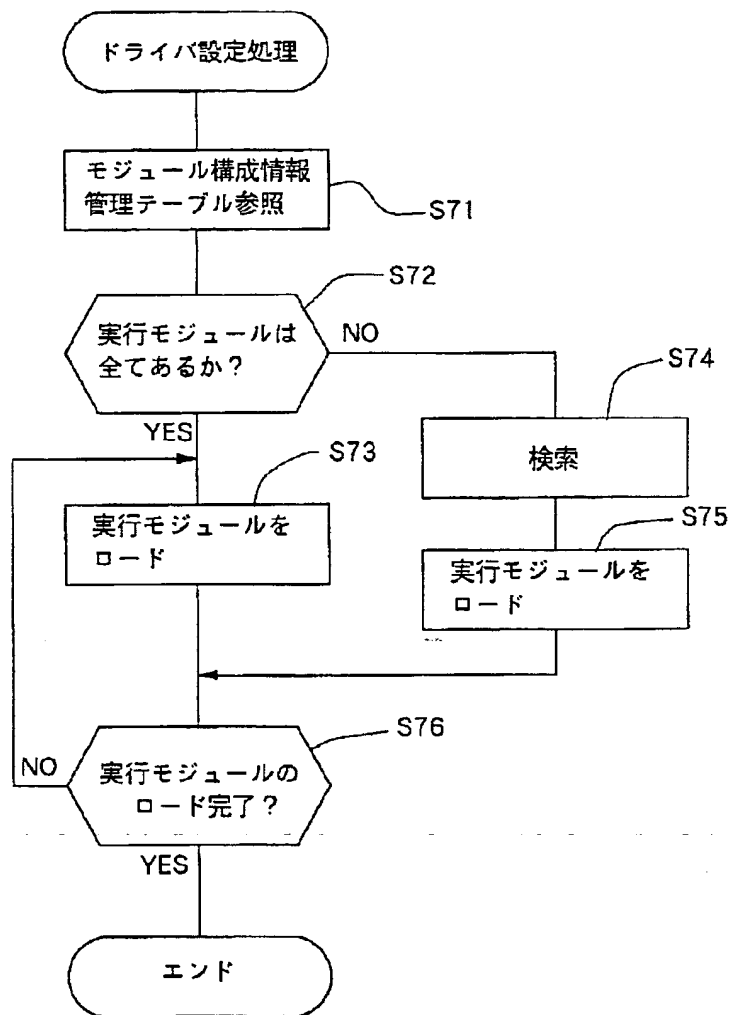 ドライバ設定処理
モジュール構成情報
管理テーブル参照
S71
S72
実行モジュールは
全てあるか？
NO
YES
S74
検索
S73
実行モジュールを
ロード
S75
実行モジュールを
ロード
S76
実行モジュールの
ロード完了？
NO
YES
エンド